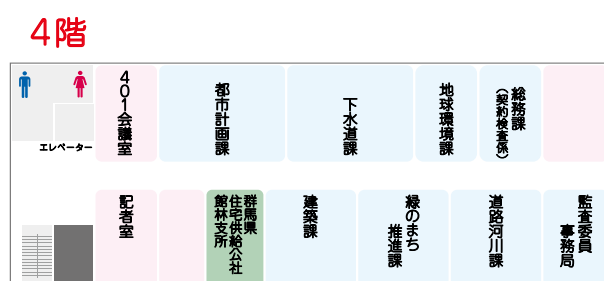 4階
エレベーター
401会議室
都市計画課
下水道課
地球環境課
総務課
（契約検査係）
記者室
群馬県
住宅供給公社
館林支所
建築課
緑のまち
推進課
道路河川課
監査委員
事務局